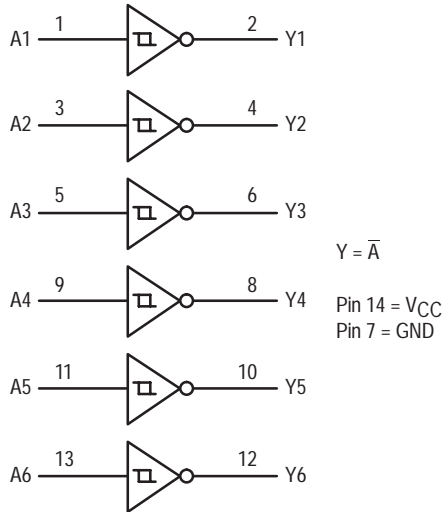 A1 1 2 Y1
A2 3 4 Y2
A3 5 6 Y3
Y = A̅
A4 9 8 Y4
Pin 14 = VCC
Pin 7 = GND
A5 11 10 Y5
A6 13 12 Y6